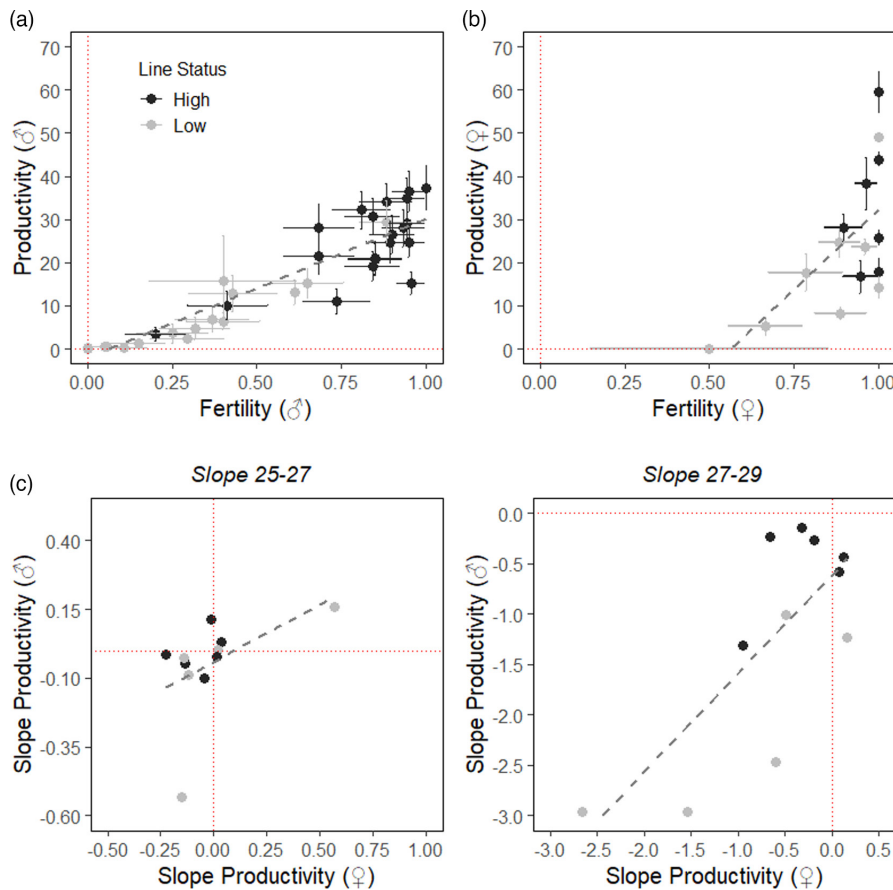 (a)
70
60
50
40
30
20
10
0
Productivity (♂)
Line Status
High
Low
0.00 0.25 0.50 0.75 1.00
Fertility (♂)
(b)
70
60
50
40
30
20
10
0
Productivity (♀)
0.00 0.25 0.50 0.75 1.00
Fertility (♀)
(c)
Slope 25-27
0.40
0.15
-0.10
-0.35
-0.60
Slope Productivity (♂)
-0.50 -0.25 0.00 0.25 0.50 0.75 1.00
Slope Productivity (♀)
Slope 27-29
0.0
-0.5
-1.0
-1.5
-2.0
-2.5
-3.0
Slope Productivity (♂)
-3.0 -2.5 -2.0 -1.5 -1.0 -0.5 0.0 0.5
Slope Productivity (♀)